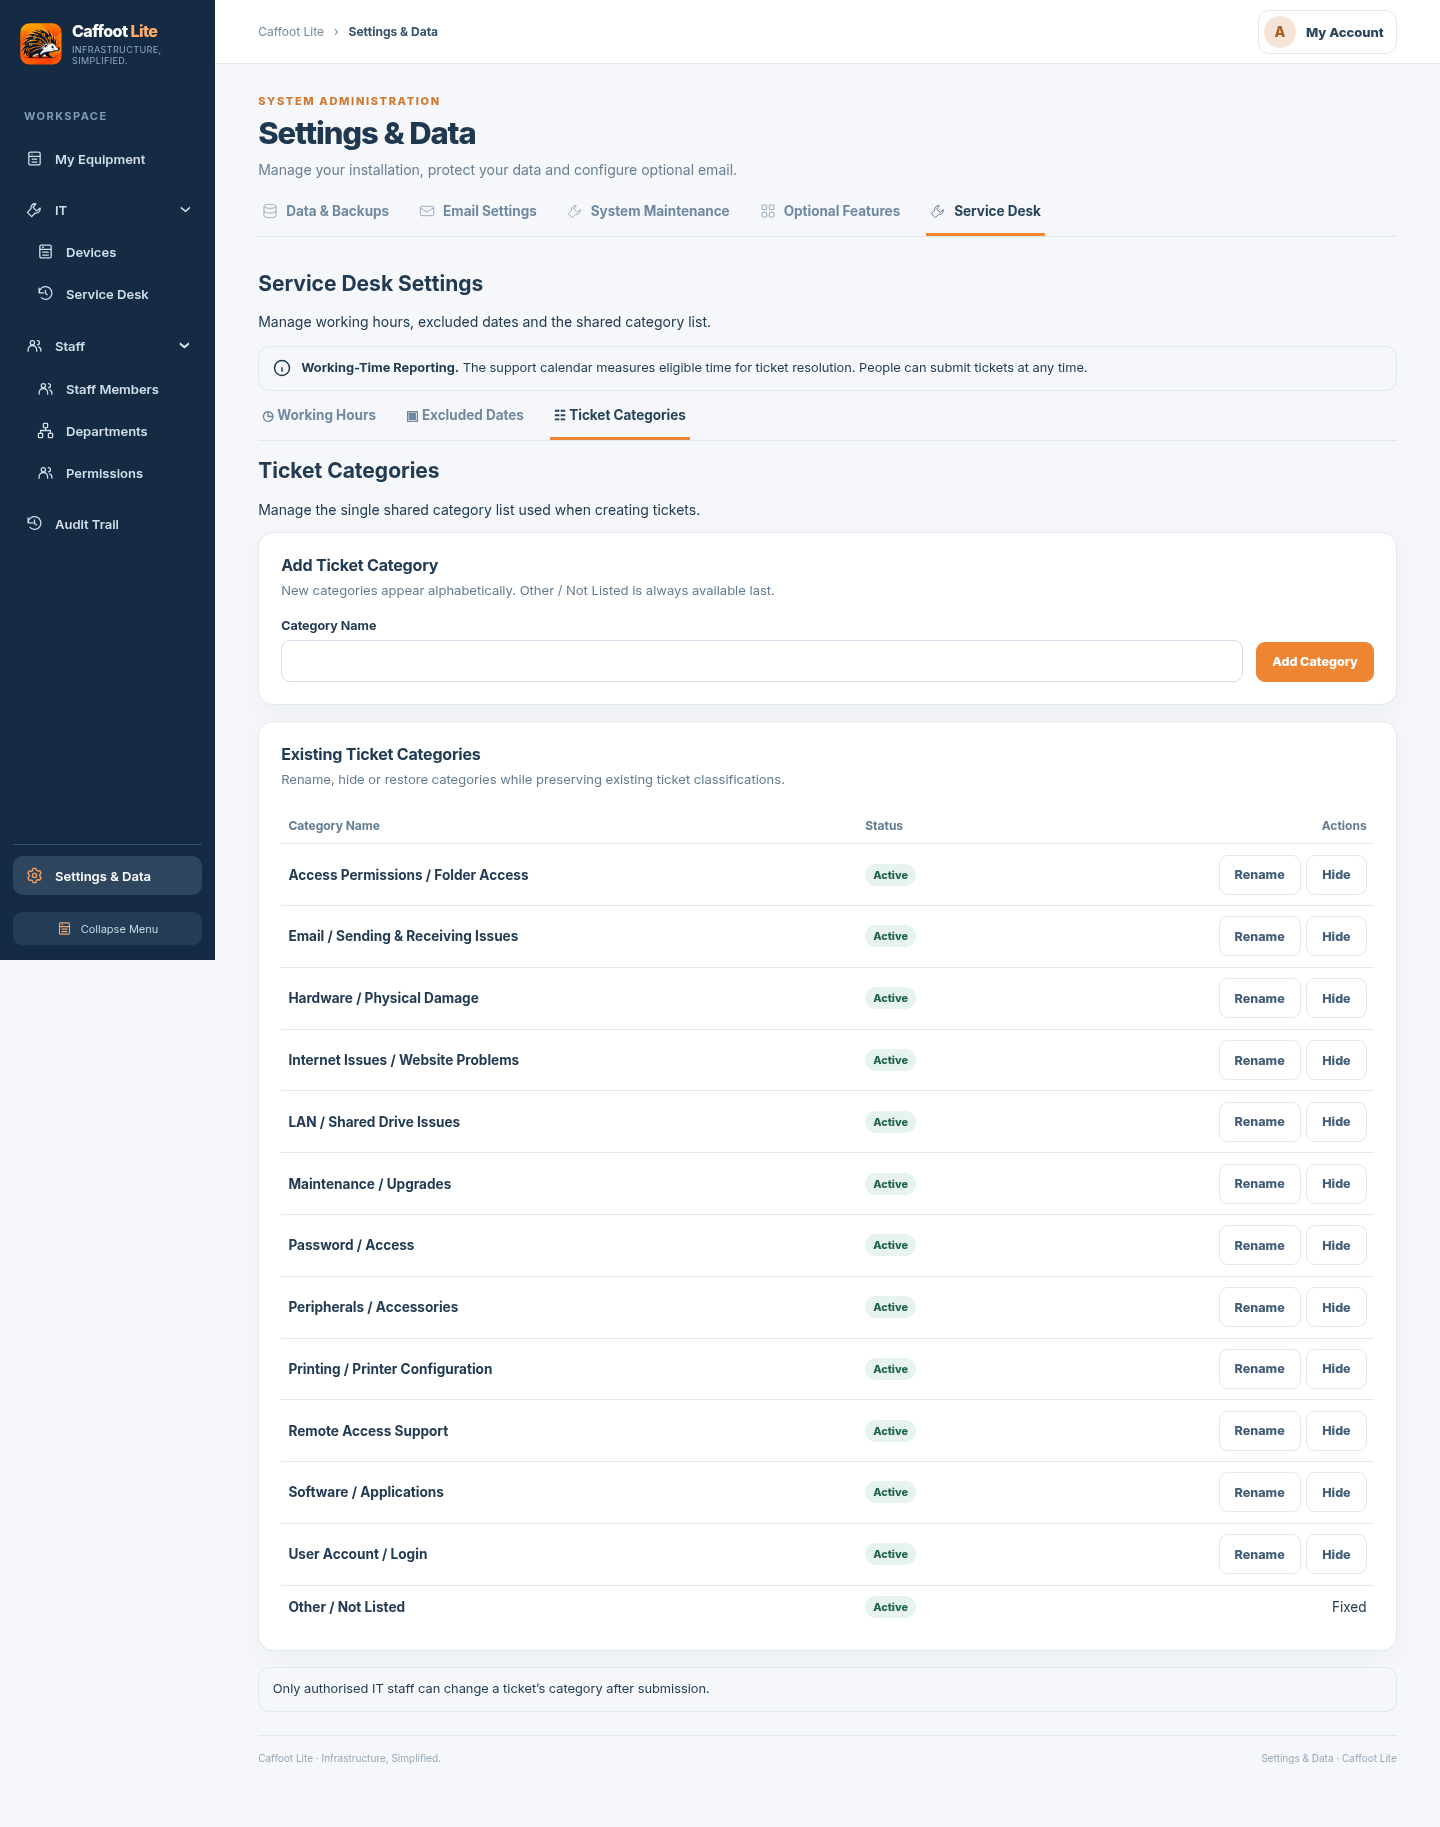 Caffoot Lite
INFRASTRUCTURE,
SIMPLIFIED.
WORKSPACE
My Equipment
IT
Devices
Service Desk
Staff
Staff Members
Departments
Permissions
Audit Trail
Settings & Data
Collapse Menu
Caffoot Lite › Settings & Data
A My Account
SYSTEM ADMINISTRATION
Settings & Data
Manage your installation, protect your data and configure optional email.
Data & Backups Email Settings System Maintenance Optional Features Service Desk
Service Desk Settings
Manage working hours, excluded dates and the shared category list.
Working-Time Reporting. The support calendar measures eligible time for ticket resolution. People can submit tickets at any time.
Working Hours Excluded Dates Ticket Categories
Ticket Categories
Manage the single shared category list used when creating tickets.
Add Ticket Category
New categories appear alphabetically. Other / Not Listed is always available last.
Category Name
Add Category
Existing Ticket Categories
Rename, hide or restore categories while preserving existing ticket classifications.
Category Name Status Actions
Access Permissions / Folder Access Active Rename Hide
Email / Sending & Receiving Issues Active Rename Hide
Hardware / Physical Damage Active Rename Hide
Internet Issues / Website Problems Active Rename Hide
LAN / Shared Drive Issues Active Rename Hide
Maintenance / Upgrades Active Rename Hide
Password / Access Active Rename Hide
Peripherals / Accessories Active Rename Hide
Printing / Printer Configuration Active Rename Hide
Remote Access Support Active Rename Hide
Software / Applications Active Rename Hide
User Account / Login Active Rename Hide
Other / Not Listed Active Fixed
Only authorised IT staff can change a ticket’s category after submission.
Caffoot Lite · Infrastructure, Simplified. Settings & Data · Caffoot Lite